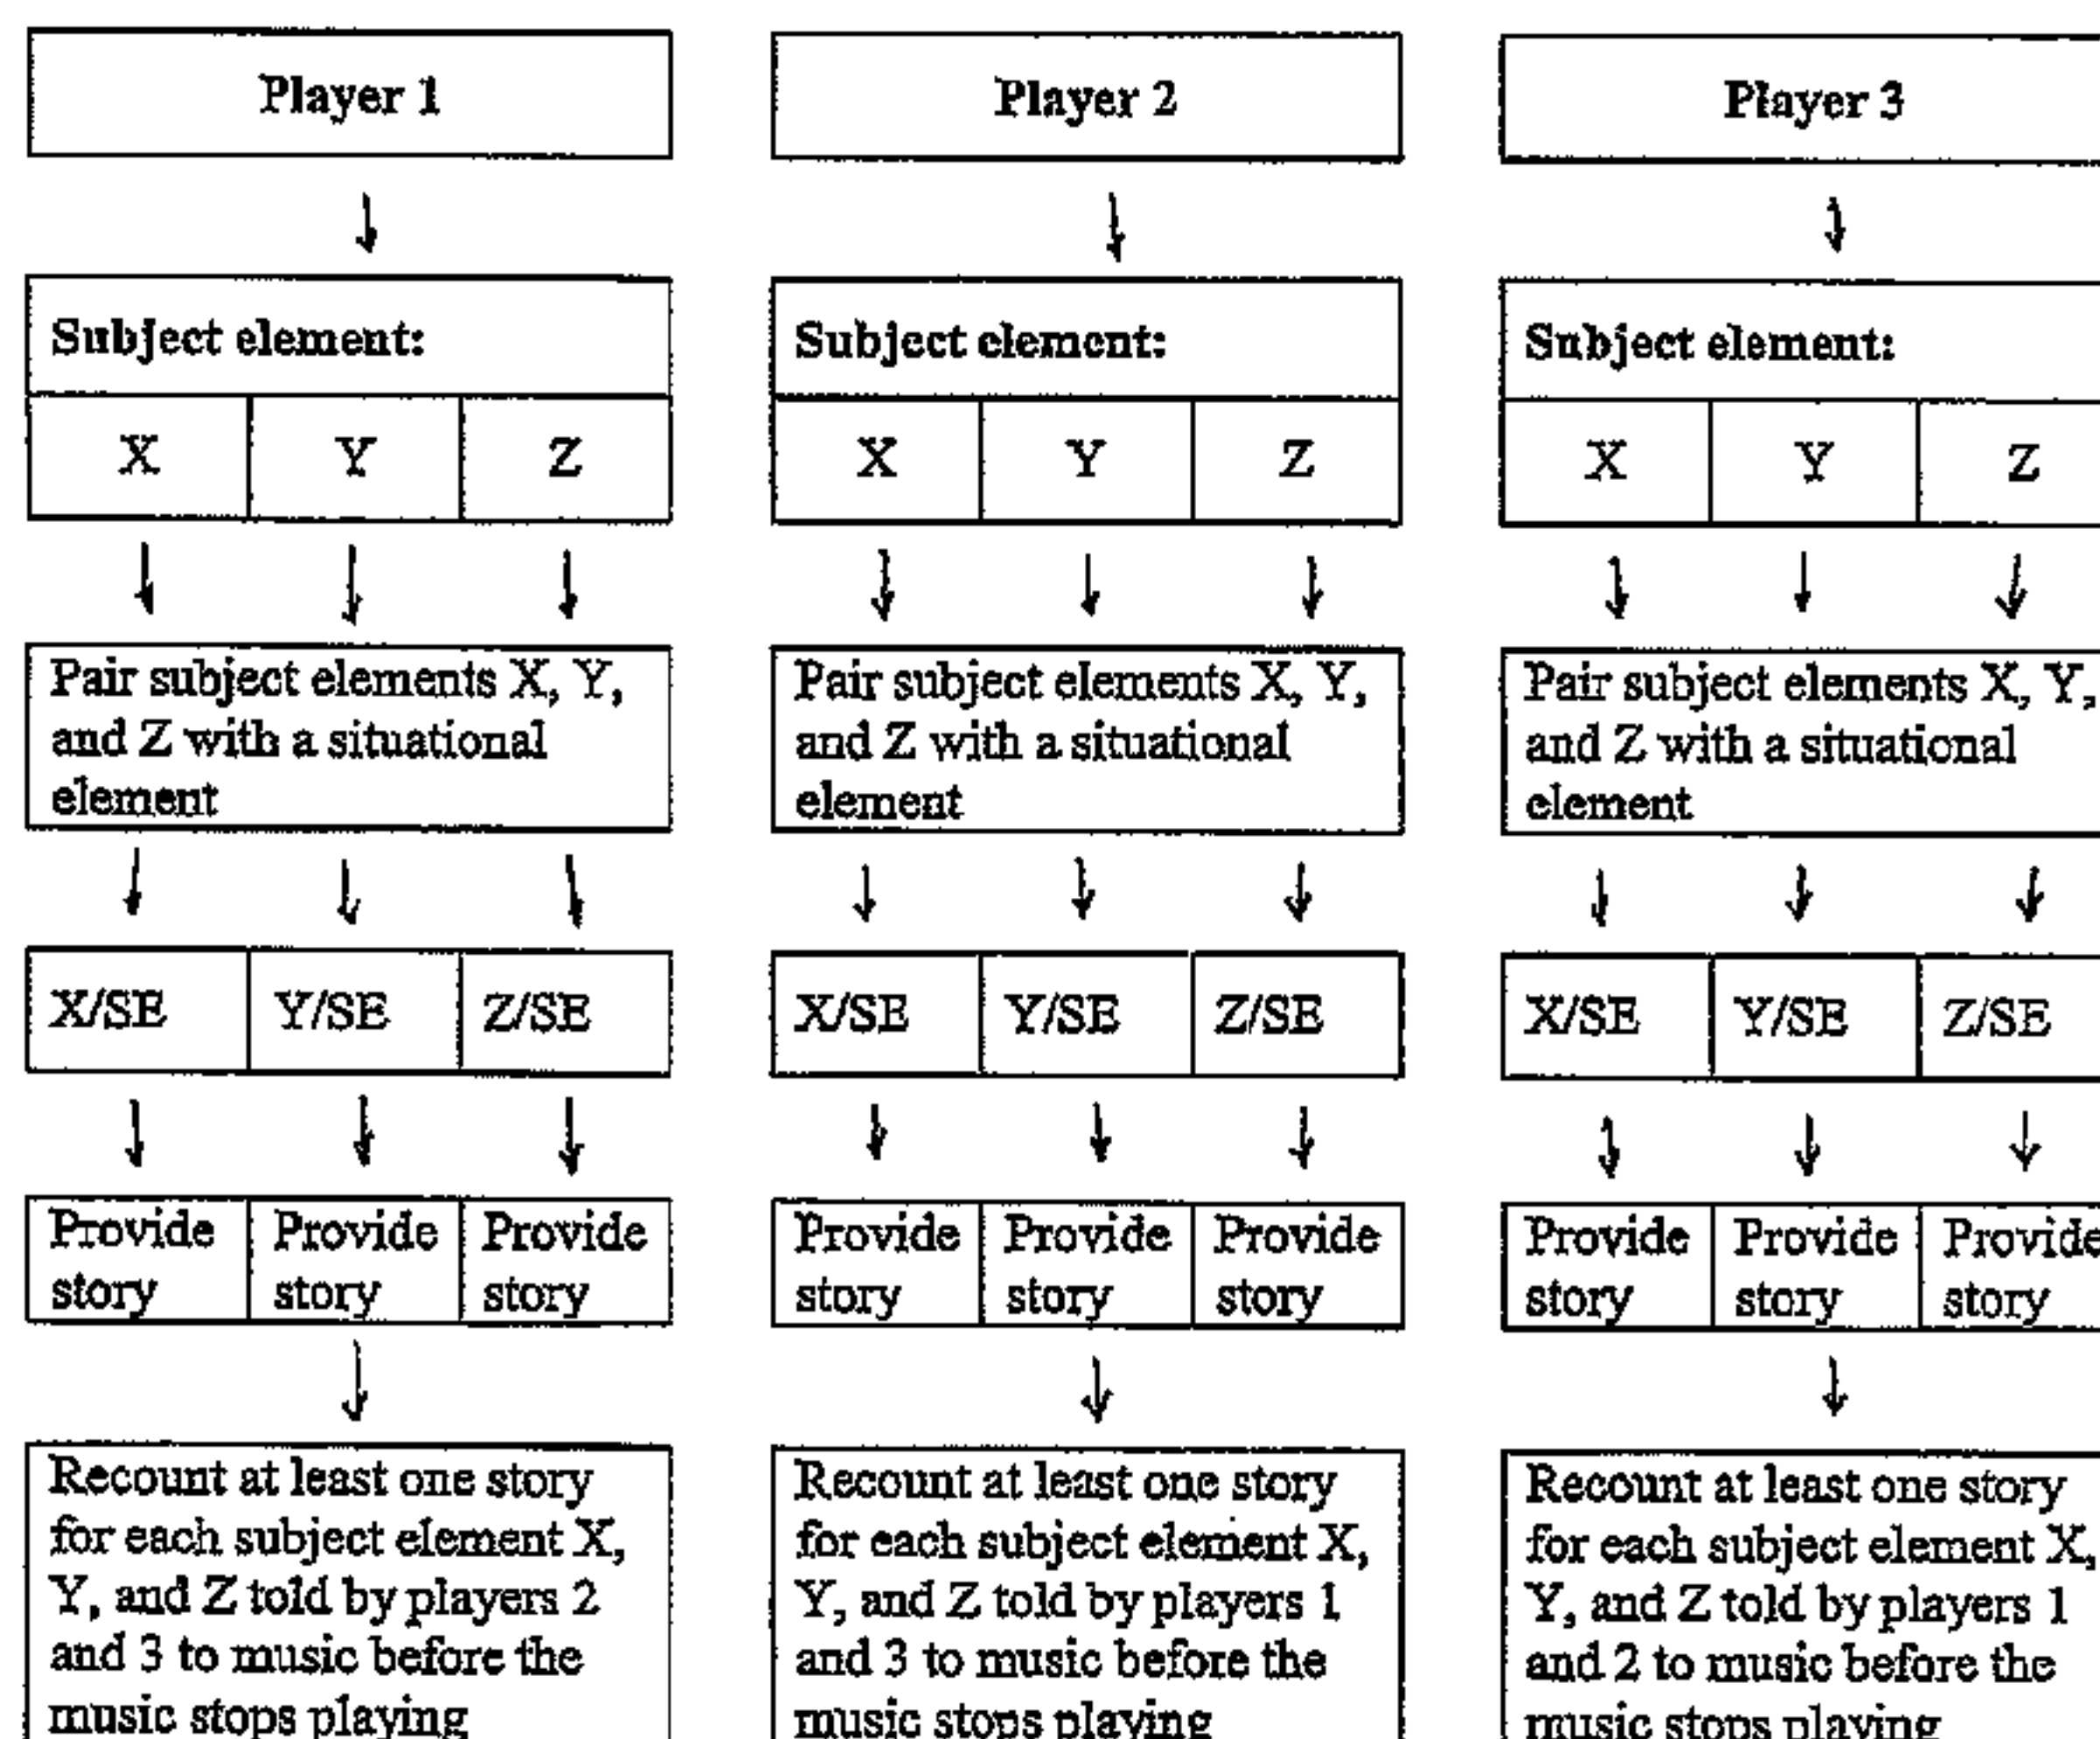 Player 1
Subject element:
X Y Z
Pair subject elements X, Y,
and Z with a situational
element
X/SE Y/SE Z/SE
Provide Provide Provide
story story story
Recount at least one story
for each subject element X,
Y, and Z told by players 2
and 3 to music before the
music stops playing
Player 2
Subject element:
X Y Z
Pair subject elements X, Y,
and Z with a situational
element
X/SE Y/SE Z/SE
Provide Provide Provide
story story story
Recount at least one story
for each subject element X,
Y, and Z told by players 1
and 3 to music before the
music stops playing
Player 3
Subject element:
X Y Z
Pair subject elements X, Y,
and Z with a situational
element
X/SE Y/SE Z/SE
Provide Provide Provide
story story story
Recount at least one story
for each subject element X,
Y, and Z told by players 1
and 2 to music before the
music stops playing